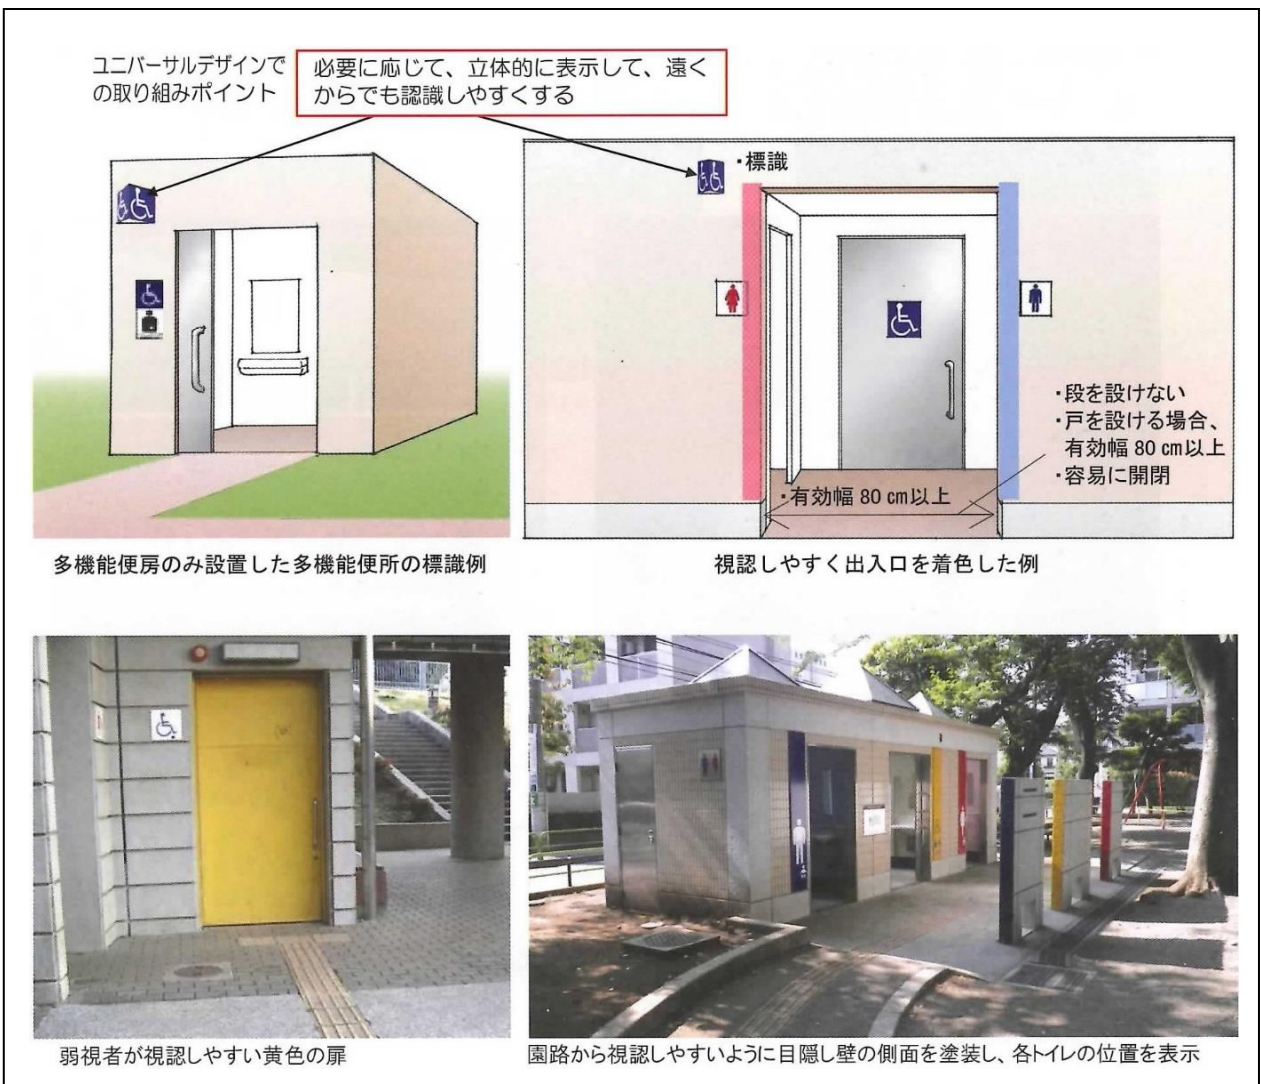 ユニバーサルデザインで
の取り組みポイント
必要に応じて、立体的に表示して、遠く
からでも認識しやすくする
・標識
・段を設けない
・戸を設ける場合、
有効幅 80 ㎝以上
・容易に開閉
・有効幅 80 ㎝以上
多機能便房のみ設置した多機能便所の標識例
視認しやすく出入口を着色した例
弱視者が視認しやすい黄色の扉
園路から視認しやすいように目隠し壁の側面を塗装し、各トイレの位置を表示